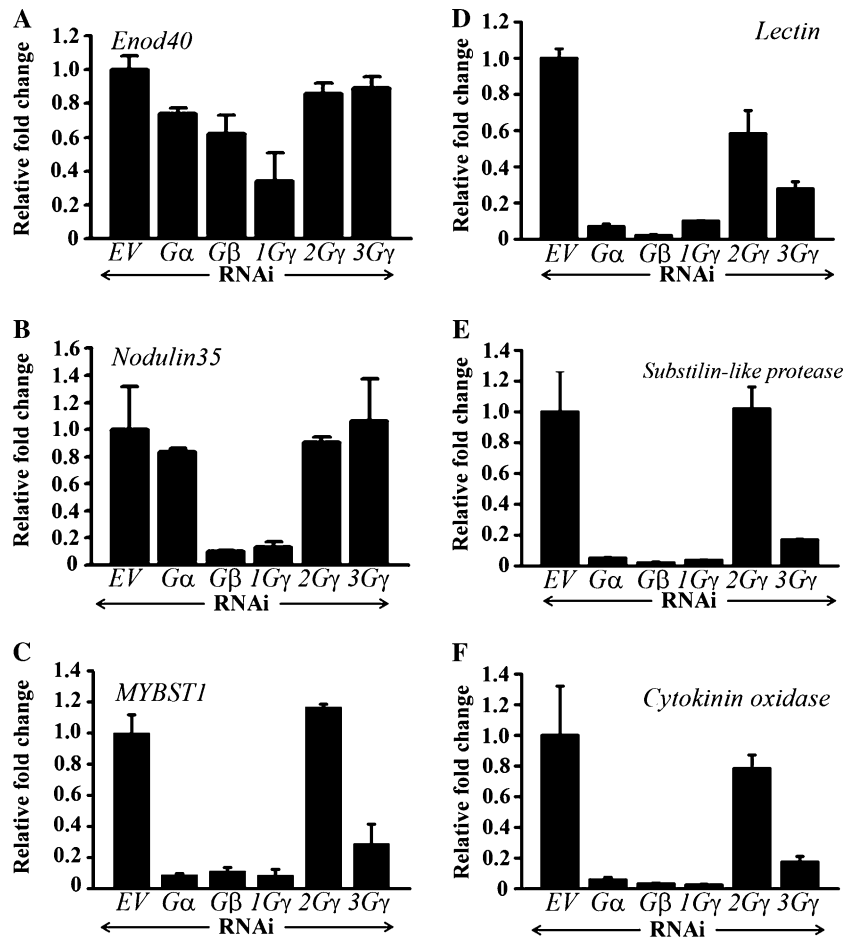 A
Enod40
Relative fold change
1.2
1.0
0.8
0.6
0.4
0.2
0
EV Gα Gβ 1Gγ 2Gγ 3Gγ
RNAi
B
Nodulin35
Relative fold change
1.6
1.4
1.2
1.0
0.8
0.6
0.4
0.2
0
EV Gα Gβ 1Gγ 2Gγ 3Gγ
RNAi
C
MYBST1
Relative fold change
1.4
1.2
1.0
0.8
0.6
0.4
0.2
0
EV Gα Gβ 1Gγ 2Gγ 3Gγ
RNAi
D
Lectin
Relative fold change
1.2
1.0
0.8
0.6
0.4
0.2
0
EV Gα Gβ 1Gγ 2Gγ 3Gγ
RNAi
E
Substilin-like protease
Relative fold change
1.4
1.2
1.0
0.8
0.6
0.4
0.2
0
EV Gα Gβ 1Gγ 2Gγ 3Gγ
RNAi
F
Cytokinin oxidase
Relative fold change
1.4
1.2
1.0
0.8
0.6
0.4
0.2
0
EV Gα Gβ 1Gγ 2Gγ 3Gγ
RNAi